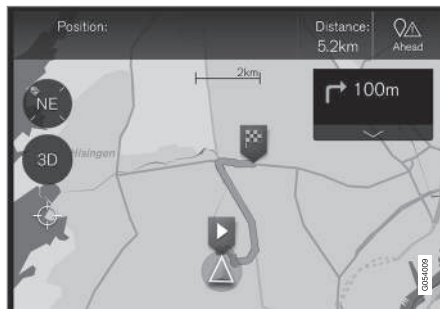 Position:
Distance:
5.2km
Ahead
2km
100m
NE
3D
Hisingen
G054009